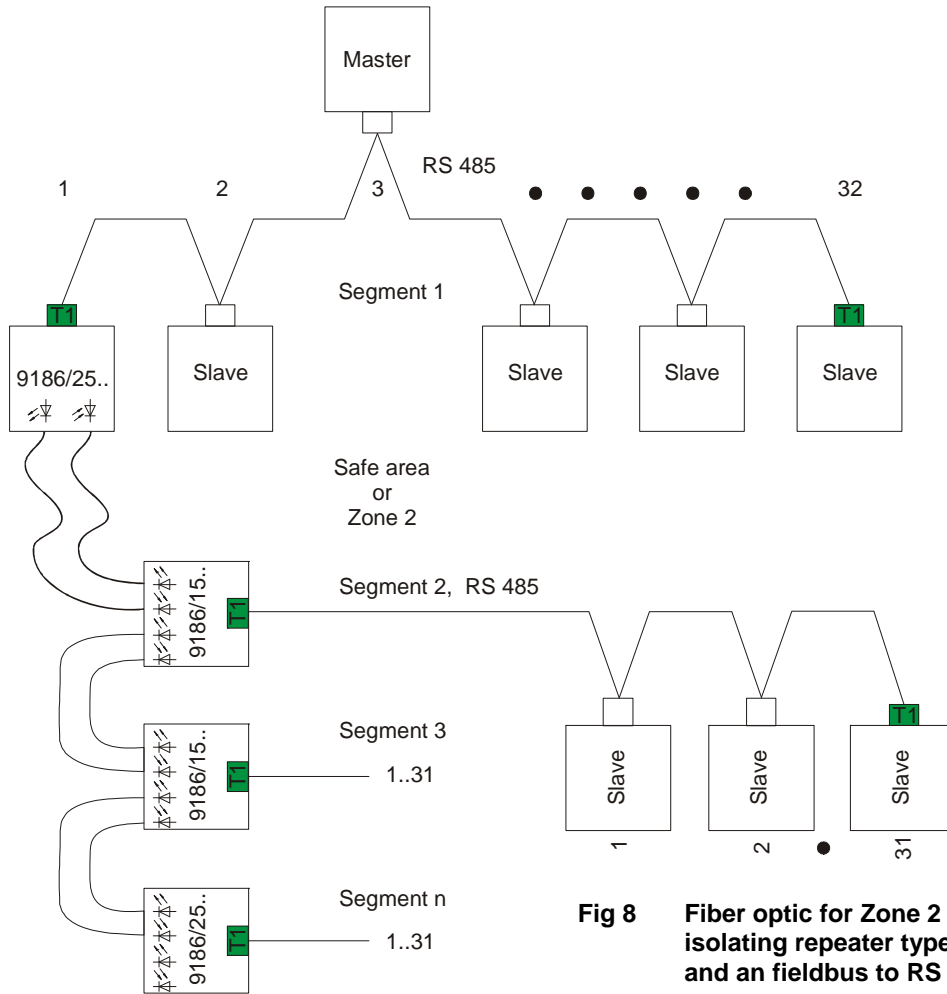 Master
RS 485
1
2
3
32
Segment 1
T1
T1
9186/25..
Slave
Slave
Slave
Slave
Safe area
or
Zone 2
9186/15..
T1
Segment 2, RS 485
T1
Slave
Slave
Slave
1
2
31
9186/15..
T1
Segment 3
1..31
9186/25..
T1
Segment n
1..31
Fig 8 Fiber optic for Zone 2
isolating repeater type
and an fieldbus to RS